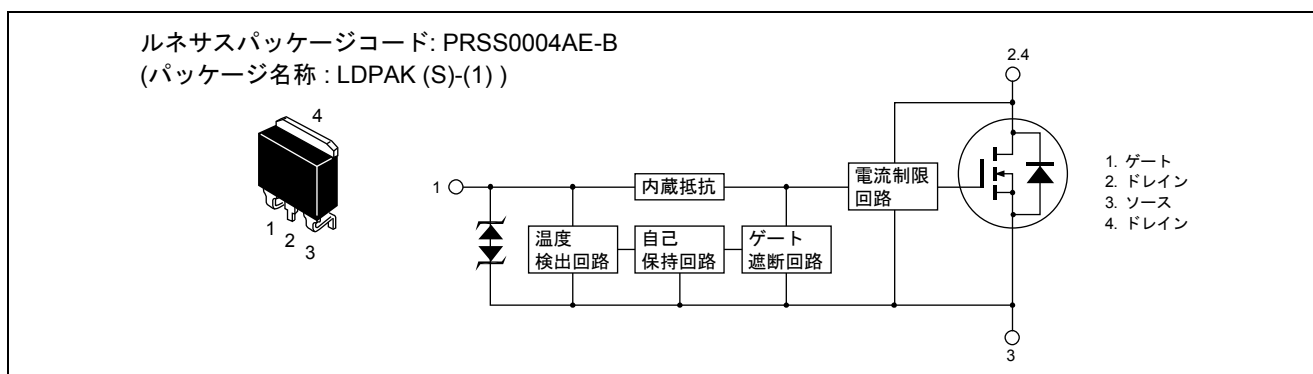 ルネサスパッケージコード: PRSS0004AE-B
(パッケージ名称 : LDPAK (S)-(1) )
4
1
2
3
1
内蔵抵抗
温度
検出回路
自己
保持回路
ゲート
遮断回路
電流制限
回路
2.4
3
1. ゲート
2. ドレイン
3. ソース
4. ドレイン